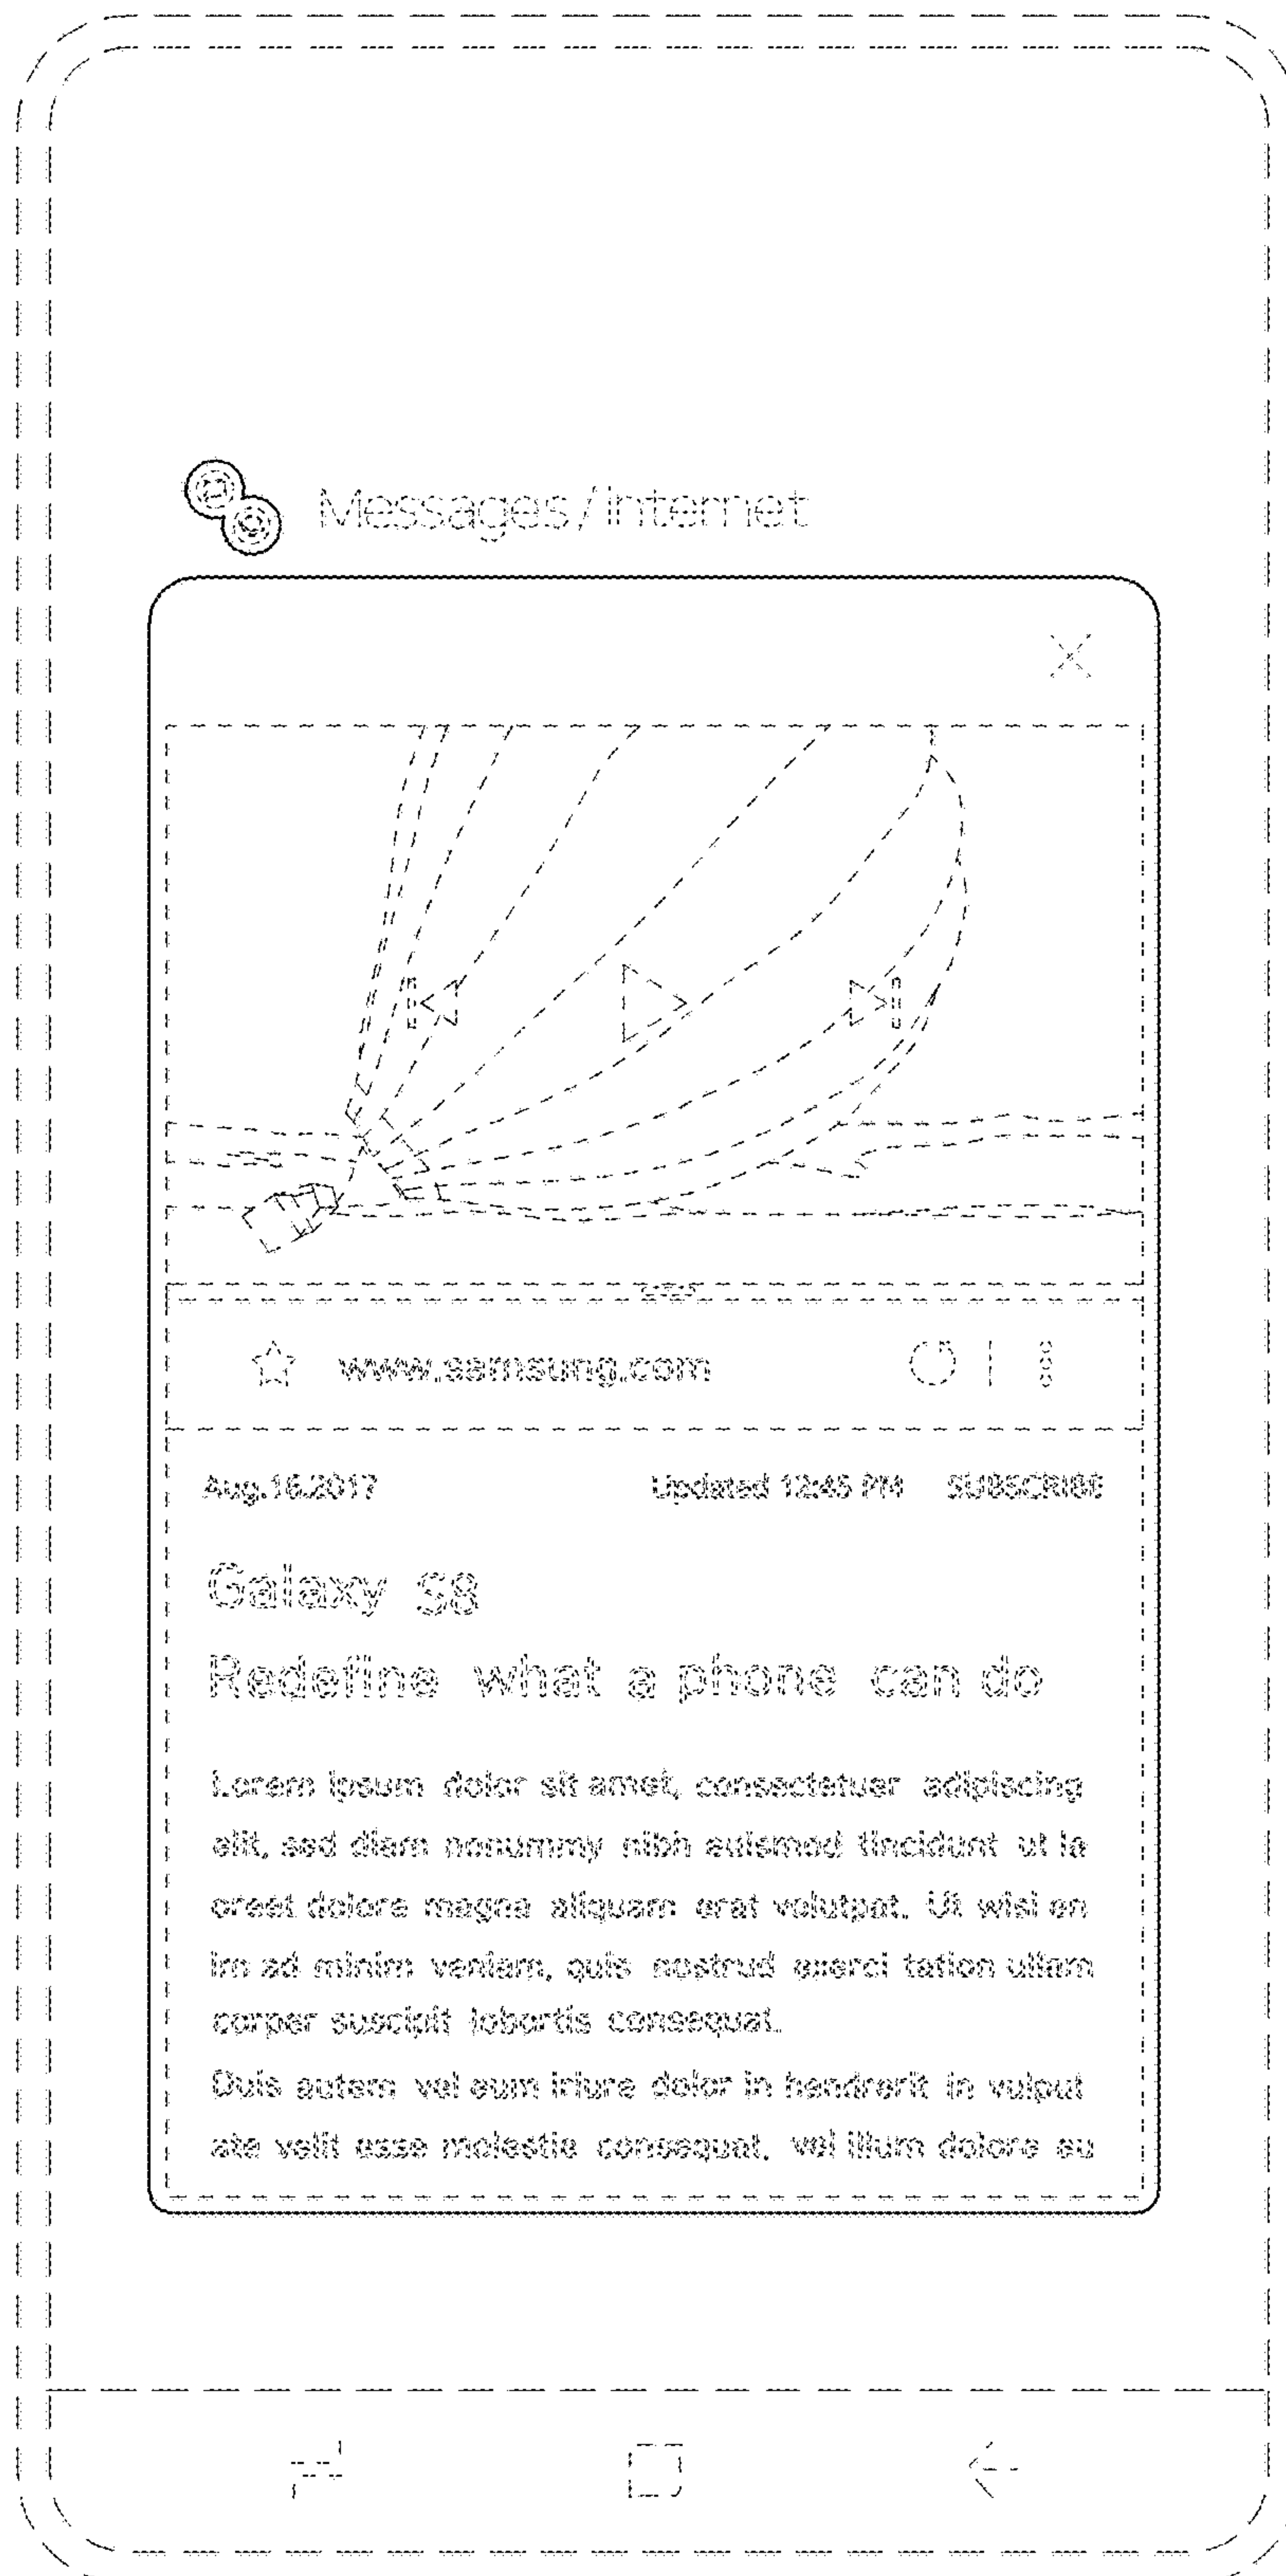 Messages/Internet
www.samsung.com
Aug.16.2017 Updated 12:45 PM SUBSCRIBE
Galaxy S8
Redefine what a phone can do
Lorem ipsum dolor sit amet, consectetuer adipiscing
elit, sed diam nonummy nibh euismod tincidunt ut la
oreet dolore magna aliquam erat volutpat. Ut wisi en
im ad minim veniam, quis nostrud exerci tation ullam
corper suscipit lobortis consequat.
Duis autem vel eum iriure dolor in hendrerit in vulput
ate velit esse molestie consequat. vel illum dolore eu